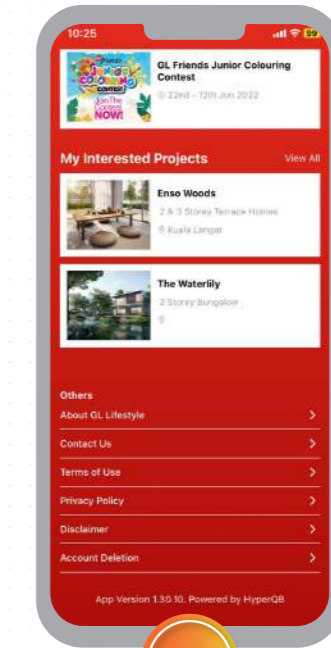 10:25
89
JUNIOR
COLOURING
CONTEST
Join The
Contest
NOW!
GL Friends Junior Colouring
Contest
22nd - 12th Jun 2022
My Interested Projects View All
Enso Woods
2 & 3 Storey Terrace Homes
Kuala Langat
The Waterlily
2 Storey Bungalow
Others
About GL Lifestyle
Contact Us
Terms of Use
Privacy Policy
Disclaimer
Account Deletion
App Version 1.30.10. Powered by HyperQB